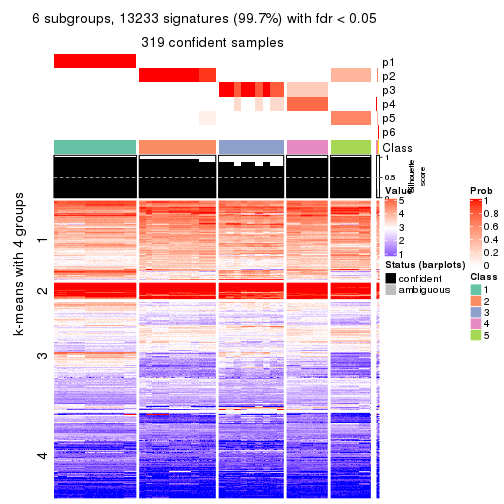 6 subgroups, 13233 signatures (99.7%) with fdr < 0.05
319 confident samples
p1
p2
p3
p4
p5
p6
Class
1
0.5
0
Silhouette
score
k-means with 4 groups
1
2
3
4
Value
5
4
3
2
1
Status (barplots)
confident
ambiguous
Prob
1
0.8
0.6
0.4
0.2
0
Class
1
2
3
4
5